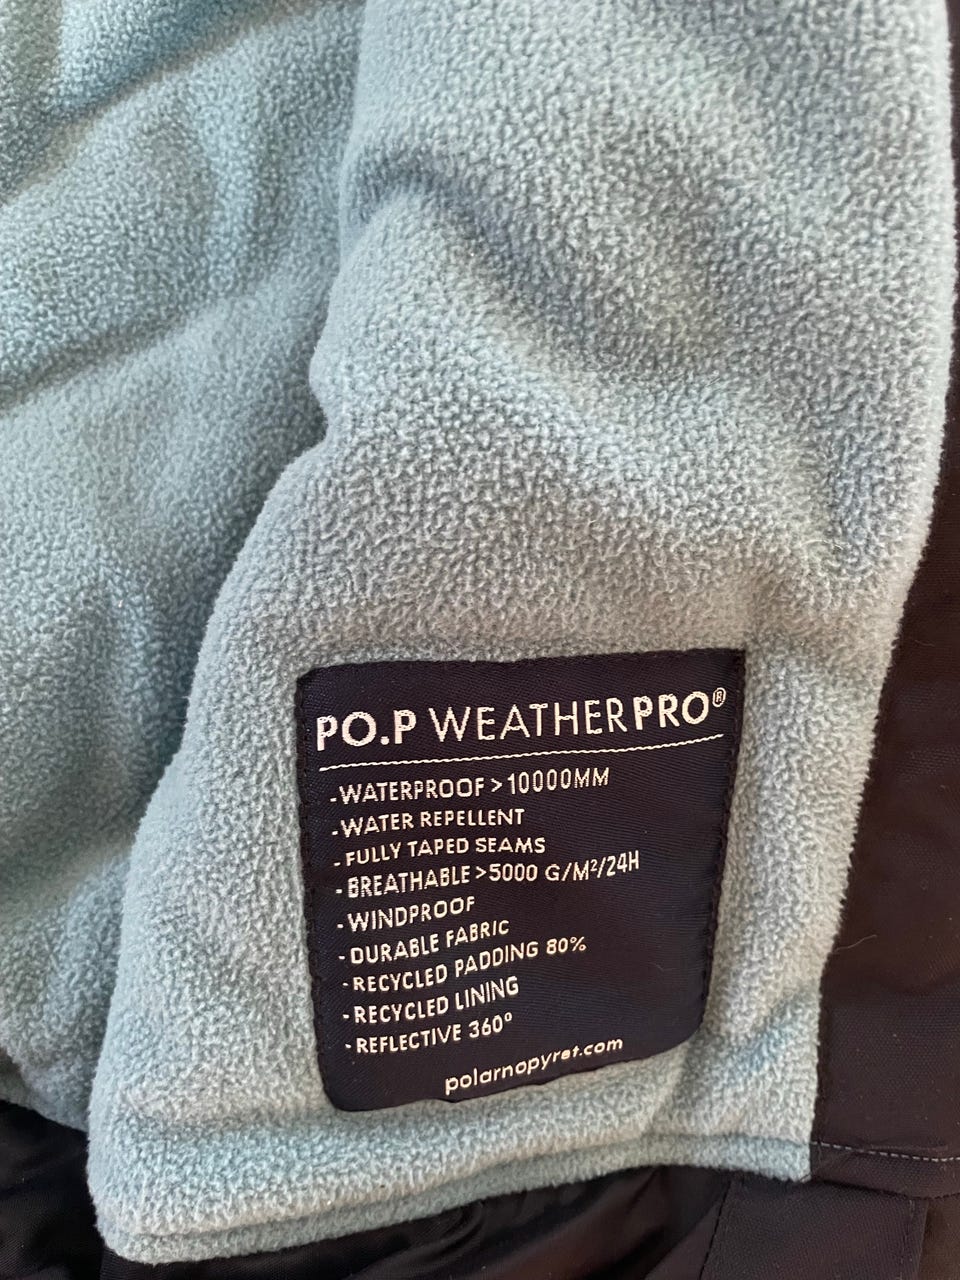 PO.P WEATHERPRO®
-WATERPROOF > 10000MM
-WATER REPELLENT
-FULLY TAPED SEAMS
-BREATHABLE >5000 G/M²/24H
-WINDPROOF
-DURABLE FABRIC
-RECYCLED PADDING 80%
-RECYCLED LINING
-REFLECTIVE 360°
polarnopyret.com